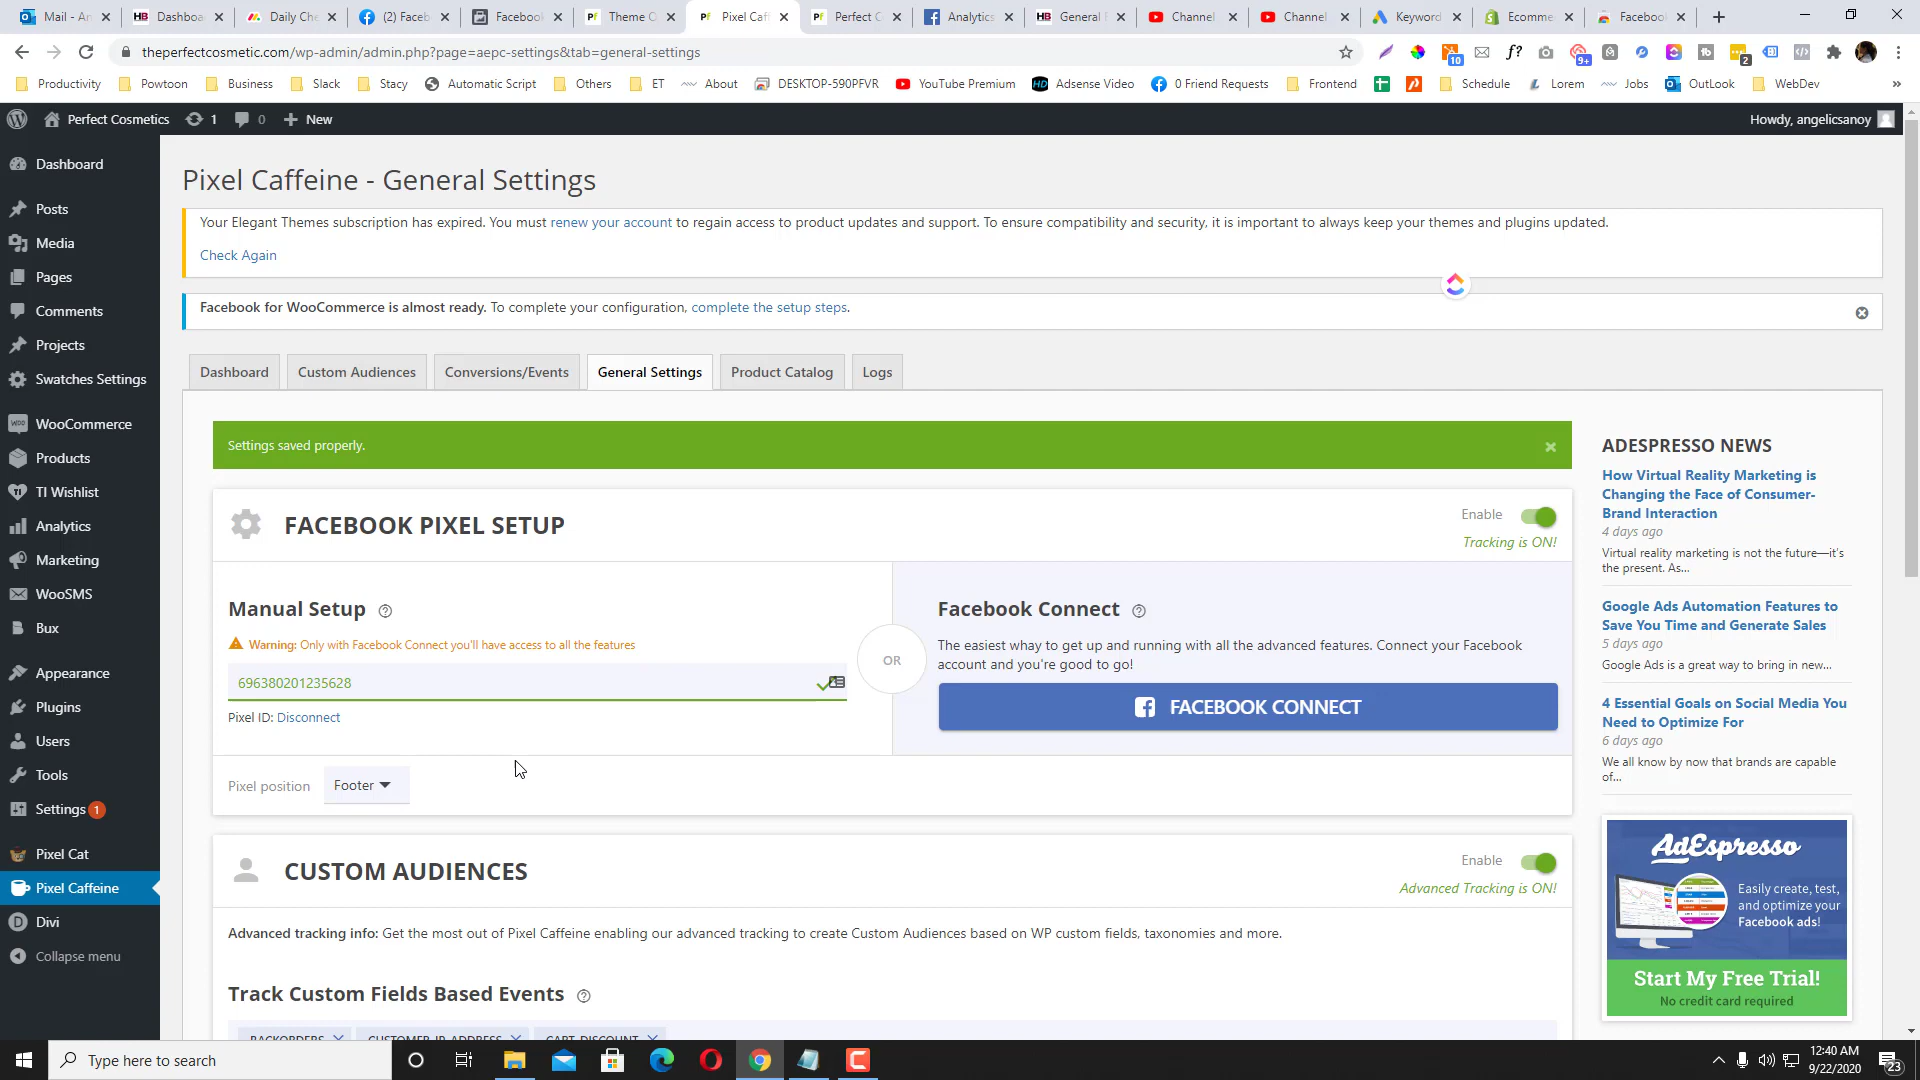 Mail - An
Dashboa
Daily Che
(2) Faceb
Facebook
Theme O
Pixel Caff
Perfect C
Analytics
General P
Channel
Channel
Keyword
Ecomme
Facebook
theperfectcosmetic.com/wp-admin/admin.php?page=aepc-settings&tab=general-settings
Productivity
Powtoon
Business
Slack
Stacy
Automatic Script
Others
ET
About
DESKTOP-590PFVR
YouTube Premium
Adsense Video
0 Friend Requests
Frontend
Schedule
Lorem
Jobs
OutLook
WebDev
»
Perfect Cosmetics
1
0
New
Howdy, angelicsanoy
Dashboard
Posts
Media
Pages
Comments
Projects
Swatches Settings
WooCommerce
Products
TI Wishlist
Analytics
Marketing
WooSMS
Bux
Appearance
Plugins
Users
Tools
Settings 1
Pixel Cat
Pixel Caffeine
Divi
Collapse menu
Pixel Caffeine - General Settings
Your Elegant Themes subscription has expired. You must renew your account to regain access to product updates and support. To ensure compatibility and security, it is important to always keep your themes and plugins updated.
Check Again
Facebook for WooCommerce is almost ready. To complete your configuration, complete the setup steps.
Dashboard
Custom Audiences
Conversions/Events
General Settings
Product Catalog
Logs
Settings saved properly.
FACEBOOK PIXEL SETUP
Enable
Tracking is ON!
Manual Setup
Warning: Only with Facebook Connect you'll have access to all the features
696380201235628
Pixel ID: Disconnect
OR
Facebook Connect
The easiest whay to get up and running with all the advanced features. Connect your Facebook
account and you're good to go!
FACEBOOK CONNECT
Pixel position
Footer
CUSTOM AUDIENCES
Enable
Advanced Tracking is ON!
Advanced tracking info: Get the most out of Pixel Caffeine enabling our advanced tracking to create Custom Audiences based on WP custom fields, taxonomies and more.
Track Custom Fields Based Events
BACKORDERS
CUSTOMER_IP_ADDRESS
CART_DISCOUNT
ADESPRESSO NEWS
How Virtual Reality Marketing is
Changing the Face of Consumer-
Brand Interaction
4 days ago
Virtual reality marketing is not the future—it's
the present. As...
Google Ads Automation Features to
Save You Time and Generate Sales
5 days ago
Google Ads is a great way to bring in new...
4 Essential Goals on Social Media You
Need to Optimize For
6 days ago
We all know by now that brands are capable
of...
AdEspresso
Easily create, test,
and optimize your
Facebook ads!
Start My Free Trial!
No credit card required
Type here to search
12:40 AM
9/22/2020
23